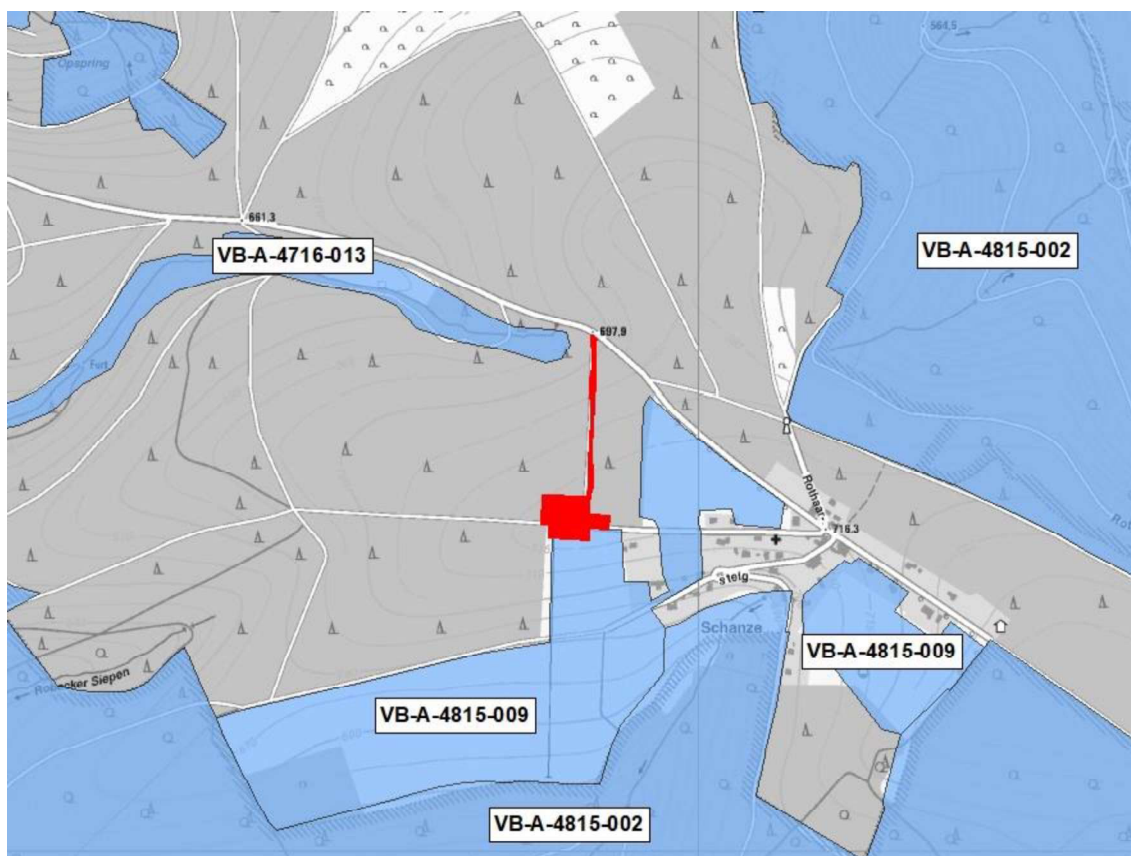 564.5
Opspring
661.3
VB-A-4716-013
VB-A-4815-002
697.9
Furt
Rothaar
716.3
steig
Schanze
VB-A-4815-009
VB-A-4815-009
VB-A-4815-002